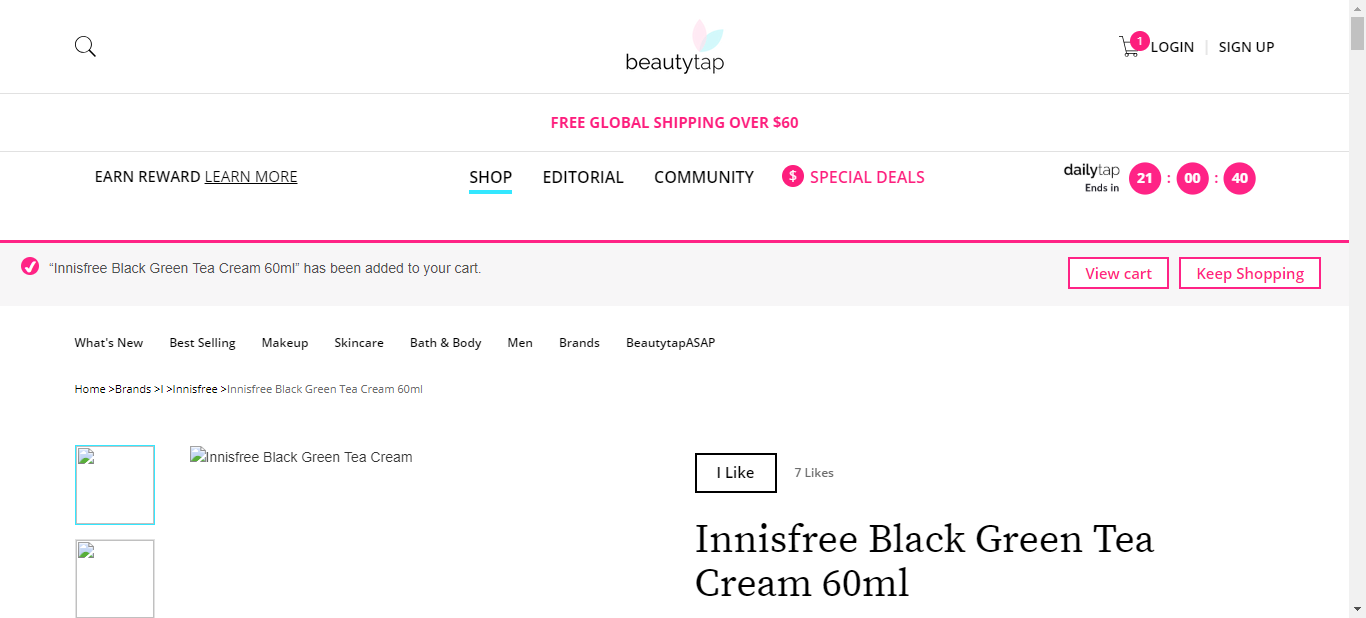 beautytap
1
LOGIN
SIGN UP
FREE GLOBAL SHIPPING OVER $60
EARN REWARD LEARN MORE
SHOP
EDITORIAL
COMMUNITY
$ SPECIAL DEALS
dailytap
Ends in
21 : 00 : 40
“Innisfree Black Green Tea Cream 60ml” has been added to your cart.
View cart
Keep Shopping
What's New
Best Selling
Makeup
Skincare
Bath & Body
Men
Brands
BeautytapASAP
Home >Brands >I >Innisfree >Innisfree Black Green Tea Cream 60ml
Innisfree Black Green Tea Cream
I Like
7 Likes
Innisfree Black Green Tea
Cream 60ml